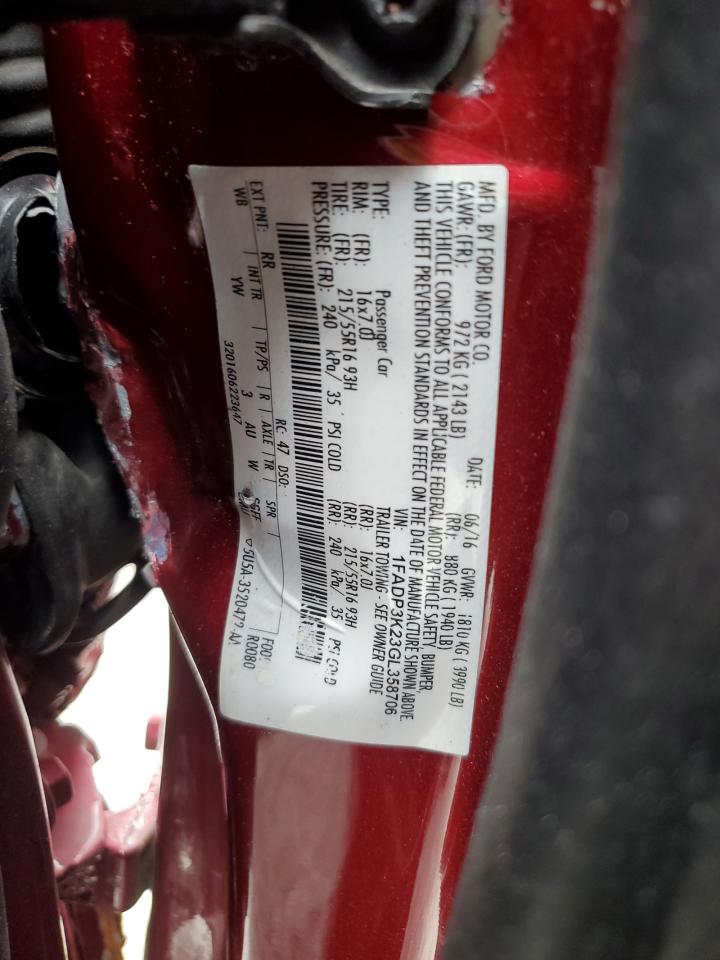 MFD. BY FORD MOTOR CO.
DATE: 06/16 GVWR: 1810 KG ( 3990 LB)
GAWR: (FR): 972 KG ( 2143 LB) (RR): 880 KG ( 1940 LB)
THIS VEHICLE CONFORMS TO ALL APPLICABLE FEDERAL MOTOR VEHICLE SAFETY BUMPER,
AND THEFT PREVENTION STANDARDS IN EFFECT ON THE DATE OF MANUFACTURE SHOWN ABOVE.
VIN: 1FADP3K23GL358706
TYPE: Passenger Car TRAILER TOWING - SEE OWNER GUIDE
RIM: (FR): 16x7.0J (RR): 16x7.0J
TIRE: (FR): 215/55R16 93H (RR): 215/55R16 93H
PRESSURE: (FR): 240 kPa/ 35 PSI COLD (RR): 240 kPa/ 35 PSI COLD
RC: 47 DSO:
EXT PNT: RR INT TR TP/PS R AXLE TR SPR
WB YW 3 AU W R0080
3201606223647 5U5A-3520472-AA